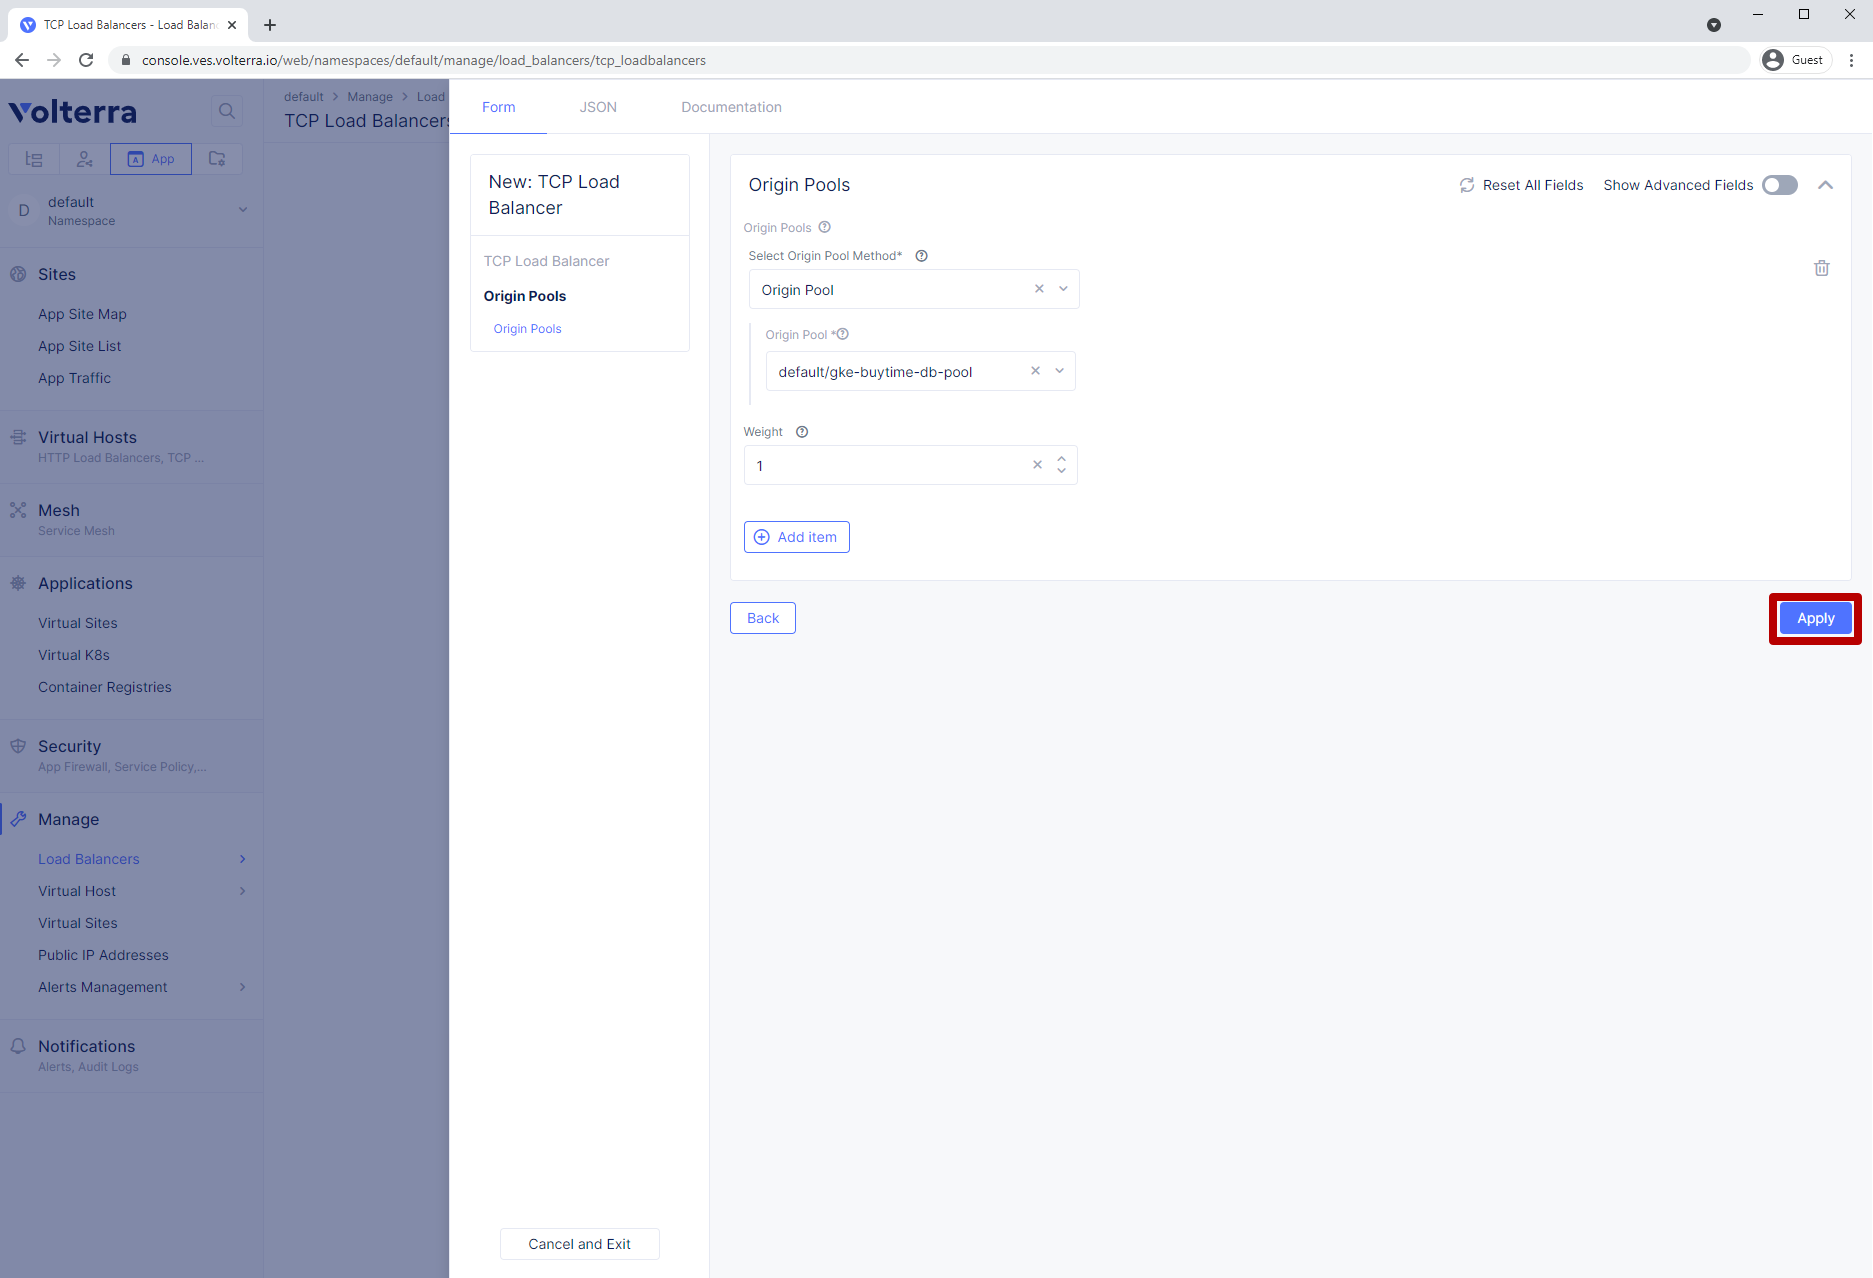 TCP Load Balancers - Load Balan
console.ves.volterra.io/web/namespaces/default/manage/load_balancers/tcp_loadbalancers
Guest
Volterra
App
D
default
Namespace
Sites
App Site Map
App Site List
App Traffic
Virtual Hosts
HTTP Load Balancers, TCP ...
Mesh
Service Mesh
Applications
Virtual Sites
Virtual K8s
Container Registries
Security
App Firewall, Service Policy,...
Manage
Load Balancers
Virtual Host
Virtual Sites
Public IP Addresses
Alerts Management
Notifications
Alerts, Audit Logs
default > Manage > Load
TCP Load Balancers
Form
JSON
Documentation
New: TCP Load
Balancer
TCP Load Balancer
Origin Pools
Origin Pools
Cancel and Exit
Origin Pools
Reset All Fields
Show Advanced Fields
Origin Pools
Select Origin Pool Method*
Origin Pool
Origin Pool *
default/gke-buytime-db-pool
Weight
1
Add item
Back
Apply